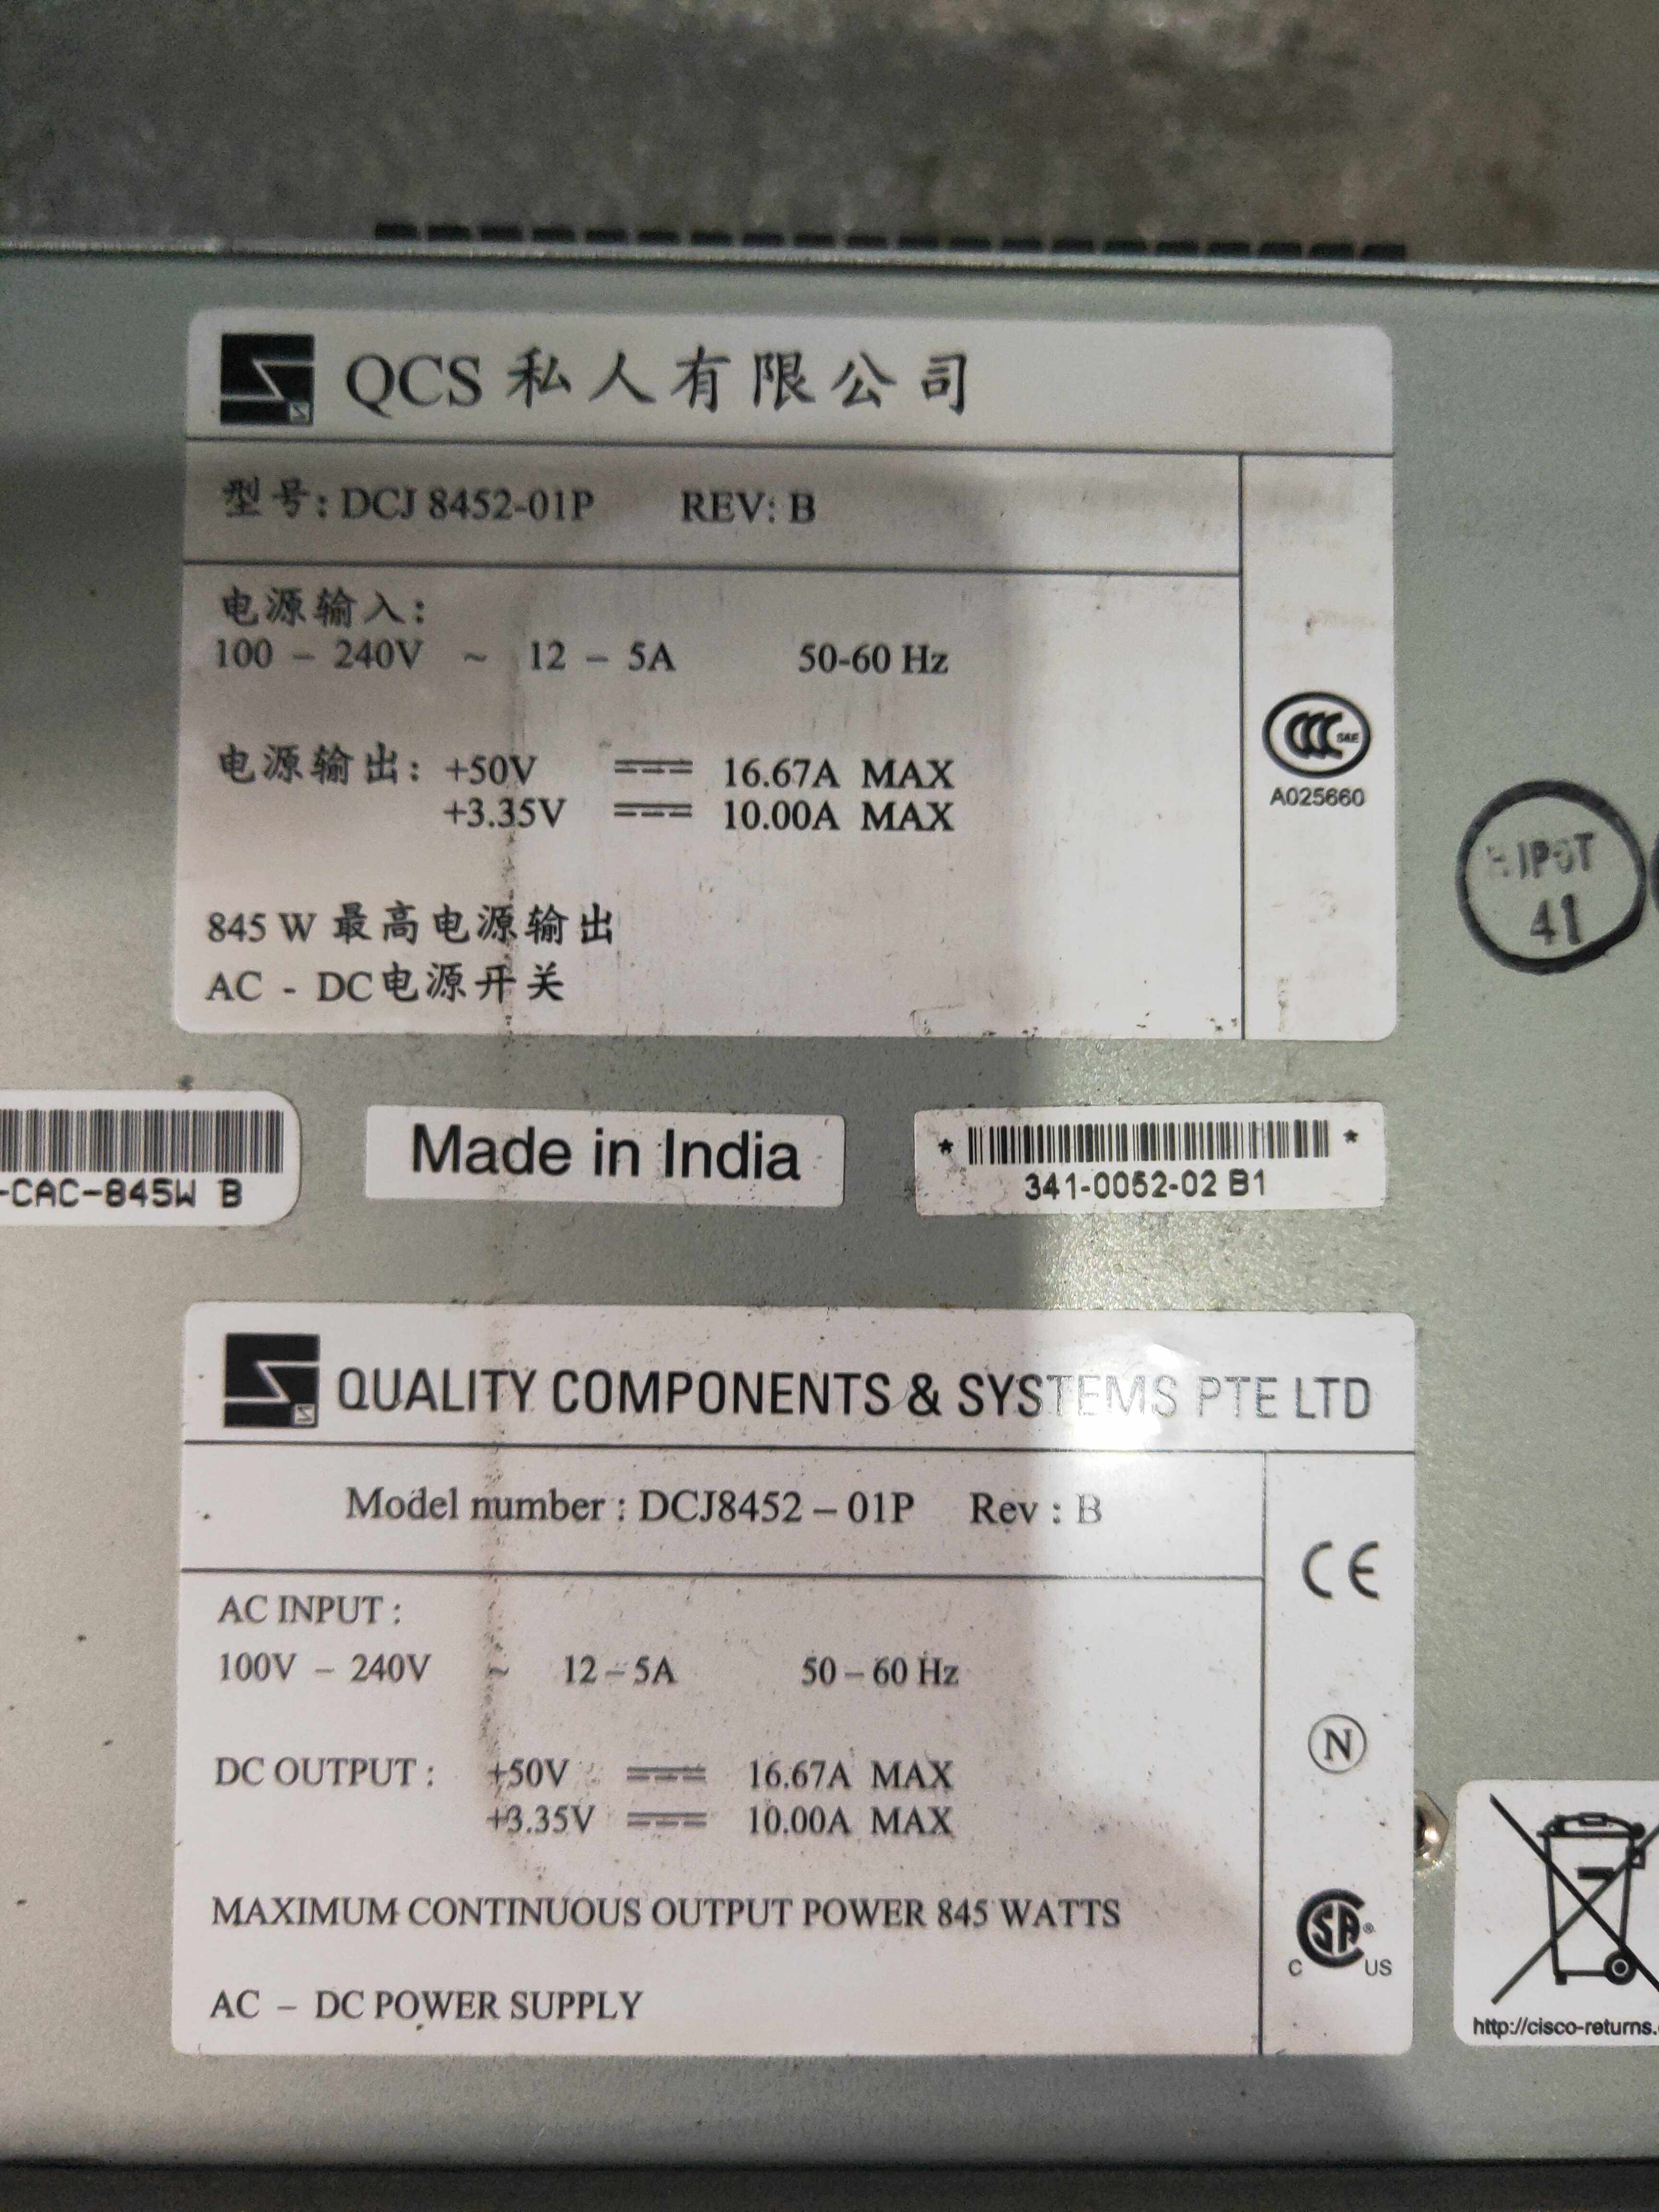 QCS 私人有限公司
型号: DCJ 8452-01P REV: B
电源输入:
100 – 240V ~ 12 – 5A 50-60 Hz
电源输出: +50V 16.67A MAX
+3.35V 10.00A MAX
845 W 最高电源输出
AC - DC电源开关
CCC S&E
A025660
HIPOT
41
-CAC-845W B
Made in India
* *
341-0052-02 B1
QUALITY COMPONENTS & SYSTEMS PTE LTD
Model number : DCJ8452 – 01P Rev : B
AC INPUT :
100V – 240V ~ 12 – 5A 50 – 60 Hz
DC OUTPUT : +50V 16.67A MAX
+3.35V 10.00A MAX
MAXIMUM CONTINUOUS OUTPUT POWER 845 WATTS
AC – DC POWER SUPPLY
CE
N
CSA®
C US
http://cisco-returns.